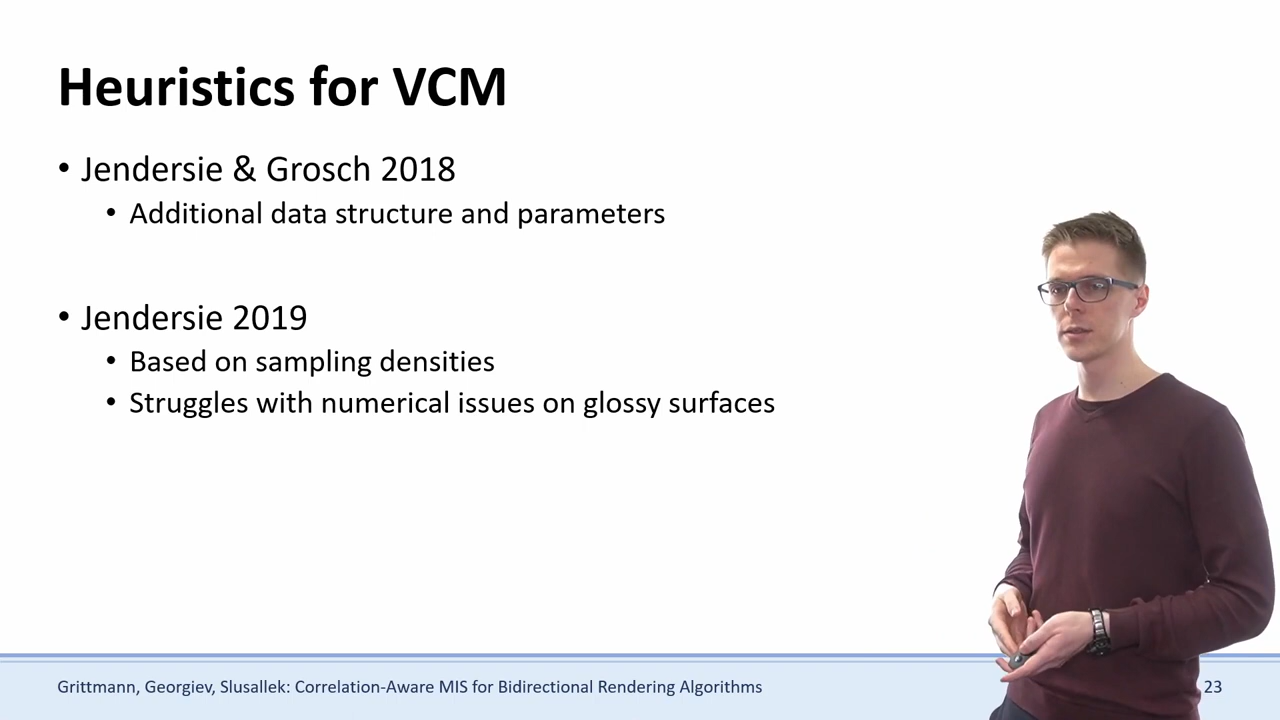 Heuristics for VCM
• Jendersie & Grosch 2018
• Additional data structure and parameters
• Jendersie 2019
• Based on sampling densities
• Struggles with numerical issues on glossy surfaces
Grittmann, Georgiev, Slusallek: Correlation-Aware MIS for Bidirectional Rendering Algorithms
23